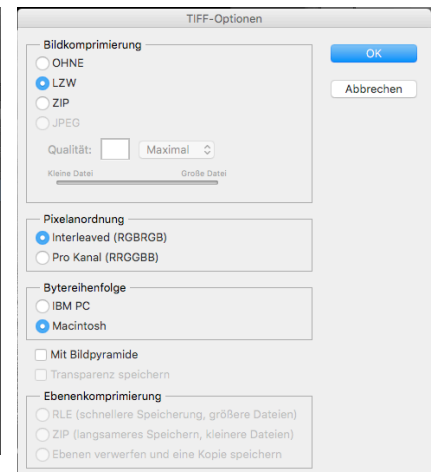 TIFF-Optionen
Bildkomprimierung
OHNE
LZW
ZIP
JPEG
Qualität: Maximal
Kleine Datei Große Datei
OK
Abbrechen
Pixelanordnung
Interleaved (RGBRGB)
Pro Kanal (RRGGBB)
Bytereihenfolge
IBM PC
Macintosh
Mit Bildpyramide
Transparenz speichern
Ebenenkomprimierung
RLE (schnellere Speicherung, größere Dateien)
ZIP (langsameres Speichern, kleinere Dateien)
Ebenen verwerfen und eine Kopie speichern